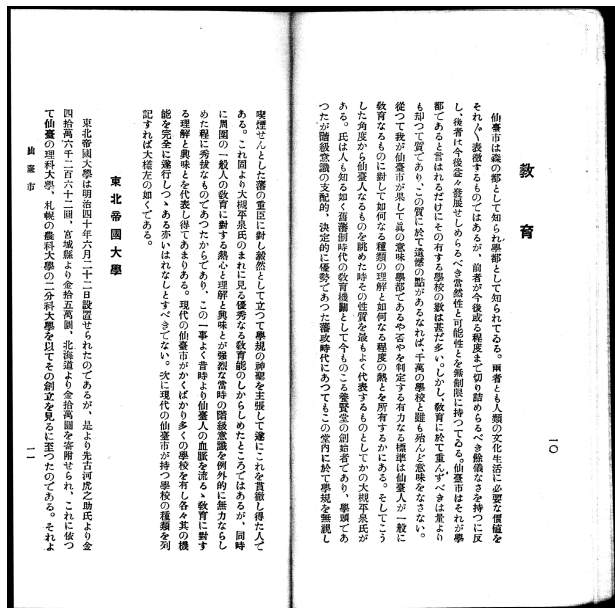 教育
仙臺市は森の都として知られ學都として知られてゐる。兩者とも人類の文化生活に必要な價値を
それ〲表徴するものではあるが、前者が今後或る程度まで切り詰めらるべき餘儀なさを持つに反
し、後者は今後益々發展せしめらるべき當然性と可能性とを無制限に持つてゐる。仙臺市はそれが學
都であると言はれるだけにその有する學校の數は甚だ多い。しかし、敎育に於て重んずべきは量より
も却つて質であり、この質に於て遺憾の點があるなれば、千萬の學校と雖も殆んど意味をなさない。
從つて我が仙臺市が果して眞の意味の學都であるや否やを判定する有力なる標準は仙臺人が一般に
敎育なるものに對して如何なる種類の理解と如何なる程度の熱とを所有するかにある。そしてこう
した角度から仙臺人なるものを眺めた時その性質を最もよく代表するものとしてかの大槻平泉氏が
ある。氏は人も知る如く舊藩制時代の敎育機關として今ものこる養賢堂の創始者であり、學頭であ
つたが階級意識の支配的、決定的に優勢であつた藩政時代にあつてもこの堂內に於て學規を無視し
一〇
喫煙せんとした藩の重臣に對し毅然として立つて學規の神聖を主張して遂にこれを貫徹し得た人で
ある。これ固より大槻平泉氏のまれに見る優秀なる敎育能のしからしめたところではあるが、同時
に周圍の一般人の敎育に對する熱心と理解と興味とが强烈な當時の階級意識を例外的に無力ならし
めた程に秀拔なものであつたからであり、この一事よく昔時より仙臺人の血脈を流るゝ敎育に對す
る理解と興味とを代表し得てあまりある。現代の仙臺市がかくばかり多くの學校を有し各々其の機
能を完全に遂行しつゝある亦いはれなしとすべきでない。次に現代の仙臺市が持つ學校の種類を列
記すれば大樣左の如くである。
東北帝國大學
東北帝國大學は明治四十年六月二十二日設置せられたのであるが、是より先古河虎之助氏より金
四拾萬六千二百六十二圓、宮城縣より金拾五萬圓、北海道より金拾萬圓を寄附せられ、これに依つ
て仙臺の理科大學、札幌の農科大學の二分科大學を以てその創立を見るに至つたのである。それよ
仙臺市
一一